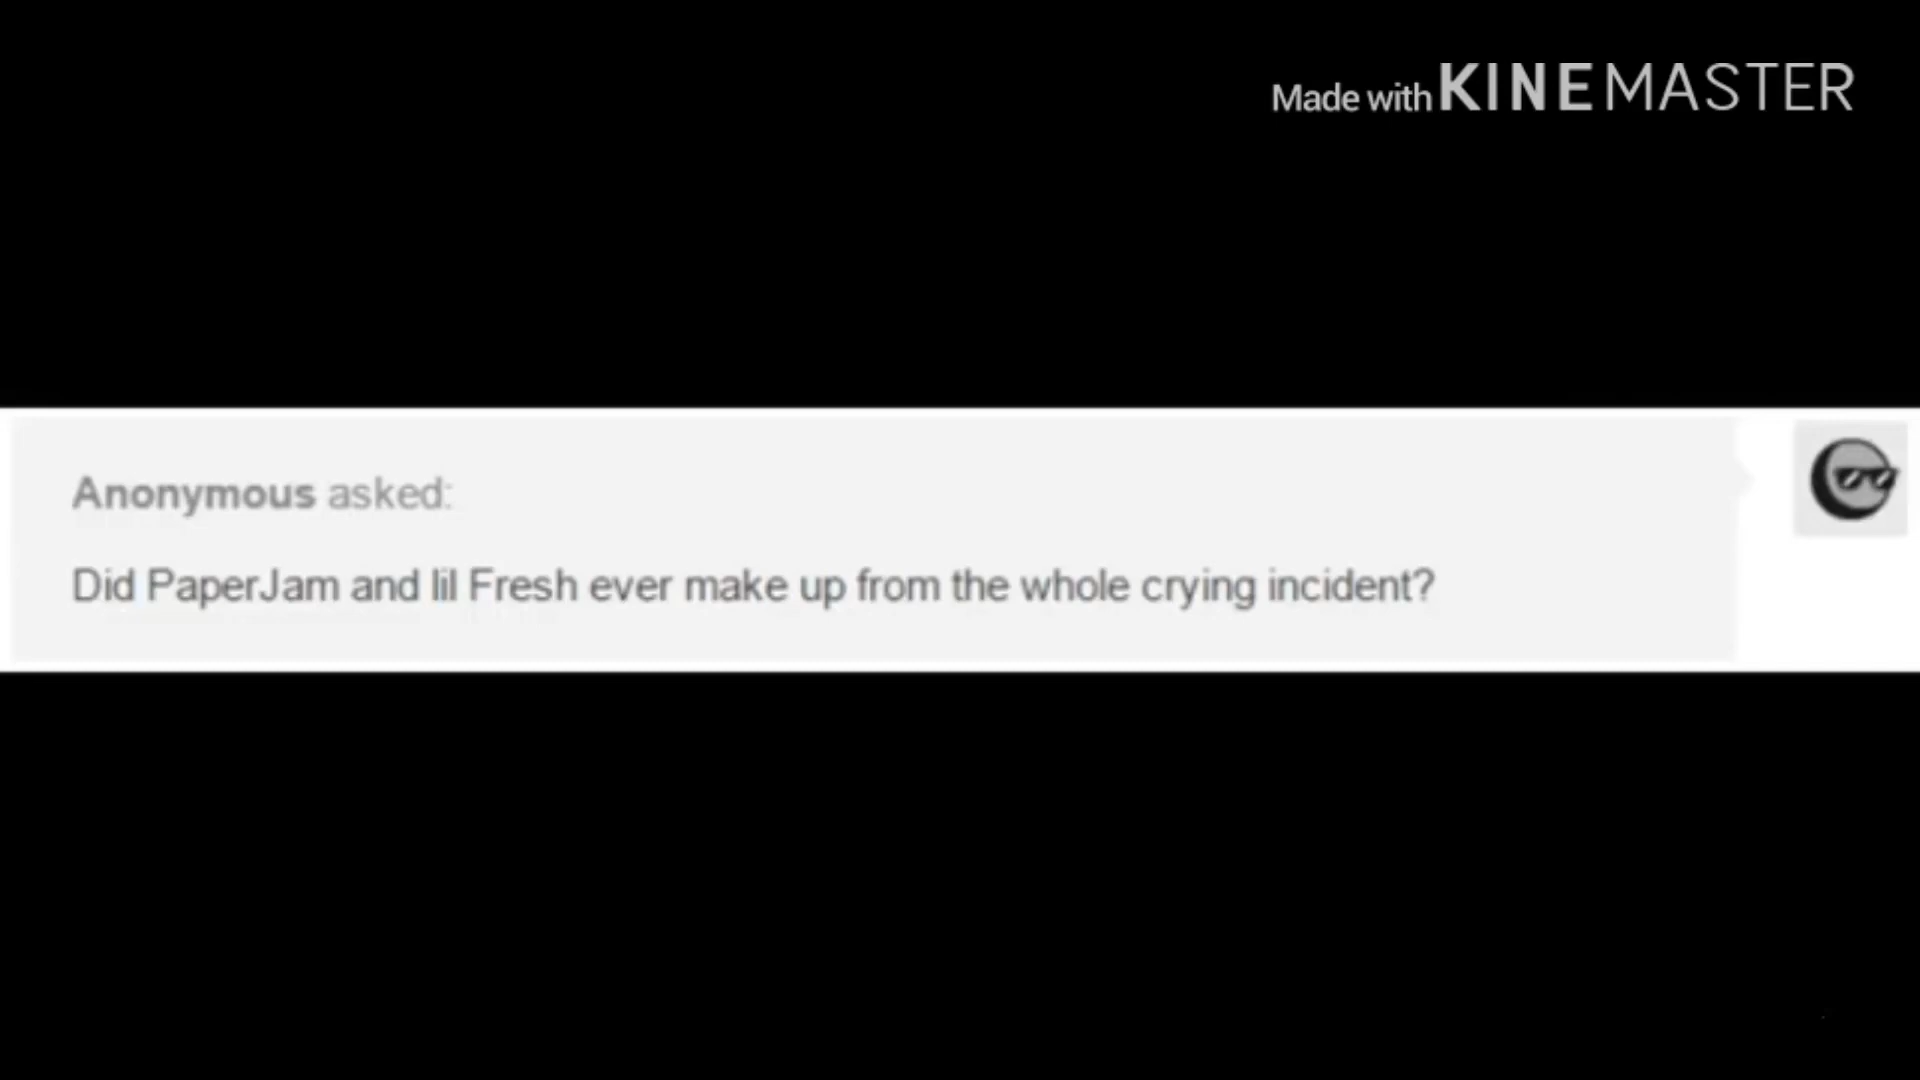 Made with KINEMASTER
Anonymous asked:
Did PaperJam and lil Fresh ever make up from the whole crying incident?